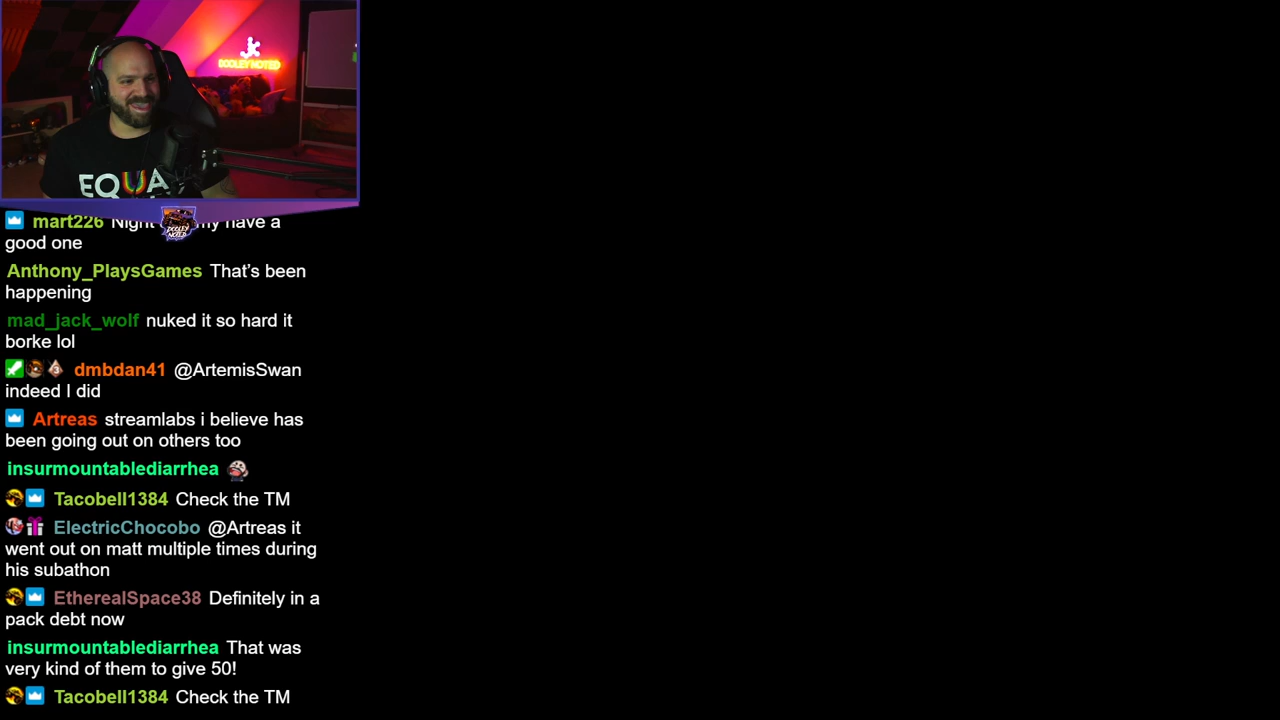 DOOLEY NOTED
EQUA
DOOLEY
NOTED
mart226 Night my have a
good one
Anthony_PlaysGames That's been
happening
mad_jack_wolf nuked it so hard it
borke lol
dmbdan41 @ArtemisSwan
indeed I did
Artreas streamlabs i believe has
been going out on others too
insurmountablediarrhea
Tacobell1384 Check the TM
ElectricChocobo @Artreas it
went out on matt multiple times during
his subathon
EtherealSpace38 Definitely in a
pack debt now
insurmountablediarrhea That was
very kind of them to give 50!
Tacobell1384 Check the TM